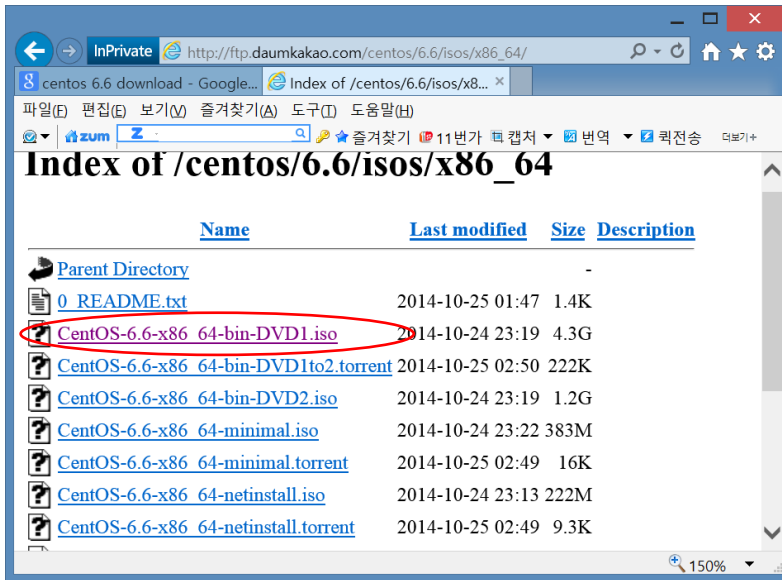 InPrivate http://ftp.daumkakao.com/centos/6.6/isos/x86_64/
centos 6.6 download - Google... Index of /centos/6.6/isos/x8... ×
파일(F) 편집(E) 보기(V) 즐겨찾기(A) 도구(T) 도움말(H)
zum Z 즐겨찾기 11번가 캡처 번역 퀵전송 더보기+
Index of /centos/6.6/isos/x86_64
Name Last modified Size Description
Parent Directory -
0_README.txt 2014-10-25 01:47 1.4K
CentOS-6.6-x86_64-bin-DVD1.iso 2014-10-24 23:19 4.3G
CentOS-6.6-x86_64-bin-DVD1to2.torrent 2014-10-25 02:50 222K
CentOS-6.6-x86_64-bin-DVD2.iso 2014-10-24 23:19 1.2G
CentOS-6.6-x86_64-minimal.iso 2014-10-24 23:22 383M
CentOS-6.6-x86_64-minimal.torrent 2014-10-25 02:49 16K
CentOS-6.6-x86_64-netinstall.iso 2014-10-24 23:13 222M
CentOS-6.6-x86_64-netinstall.torrent 2014-10-25 02:49 9.3K
150%